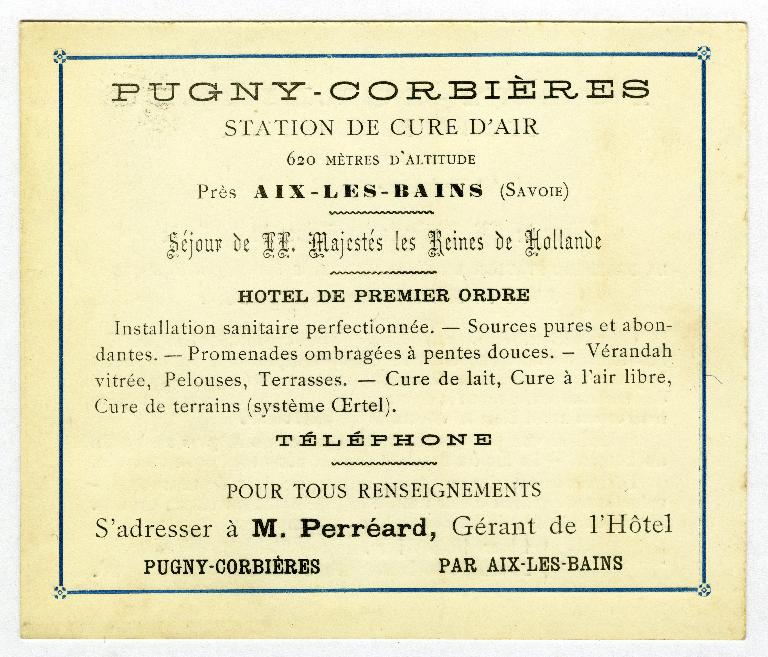 PUGNY-CORBIÈRES
STATION DE CURE D'AIR
620 MÈTRES D'ALTITUDE
Près AIX-LES-BAINS (SAVOIE)
Séjour de LL. Majestés les Reines de Hollande
HOTEL DE PREMIER ORDRE
Installation sanitaire perfectionnée. — Sources pures et abon-
dantes. — Promenades ombragées à pentes douces. — Vérandah
vitrée, Pelouses, Terrasses. — Cure de lait, Cure à l'air libre,
Cure de terrains (système Œrtel).
TÉLÉPHONE
POUR TOUS RENSEIGNEMENTS
S'adresser à M. Perréard, Gérant de l'Hôtel
PUGNY-CORBIÈRES PAR AIX-LES-BAINS